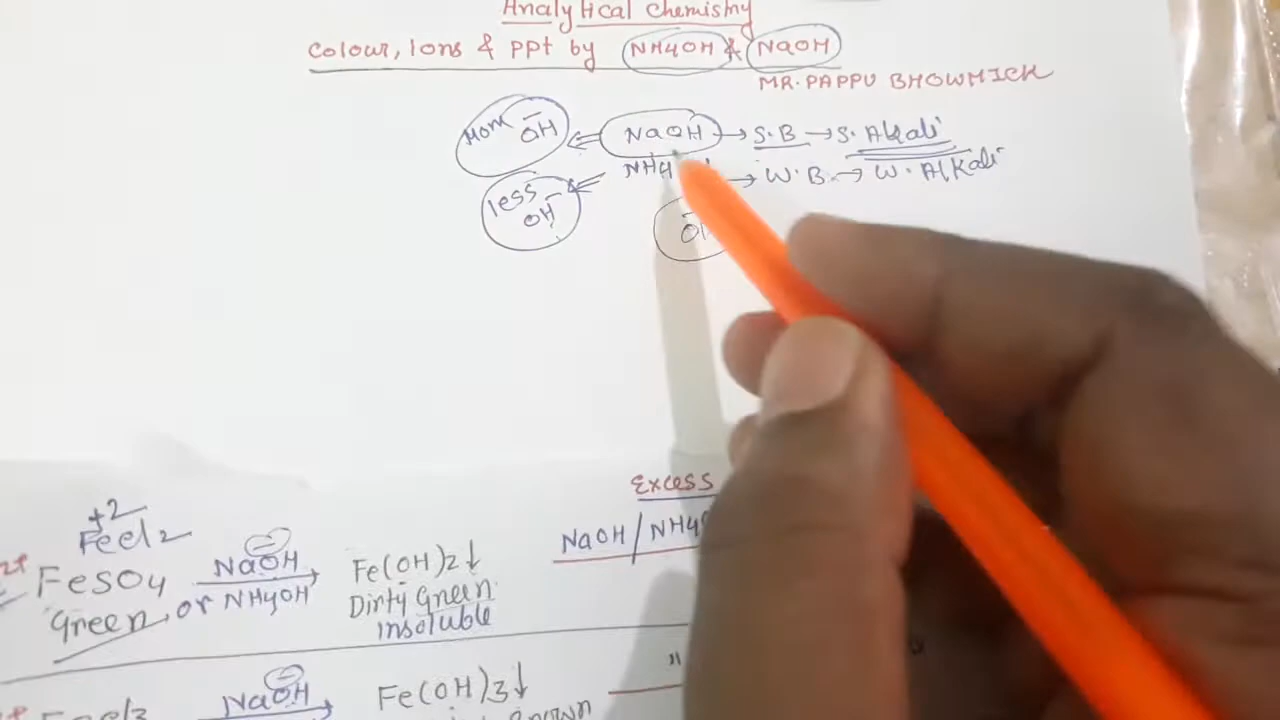 Analytical Chemistry
Colour, Ions & PPt by NH4OH & NaOH
MR. PAPPU BHOWMICK
More OH⁻ NaOH → S.B → S. Alkali
less OH⁻ NH4 → W.B. → W. Alkali
Excess
+2
FeCl2
NaOH / NH4
FeSO4 NaOH Fe(OH)2↓
Green or NH4OH Dirty Green
insoluble
NaOH Fe(OH)3↓ "